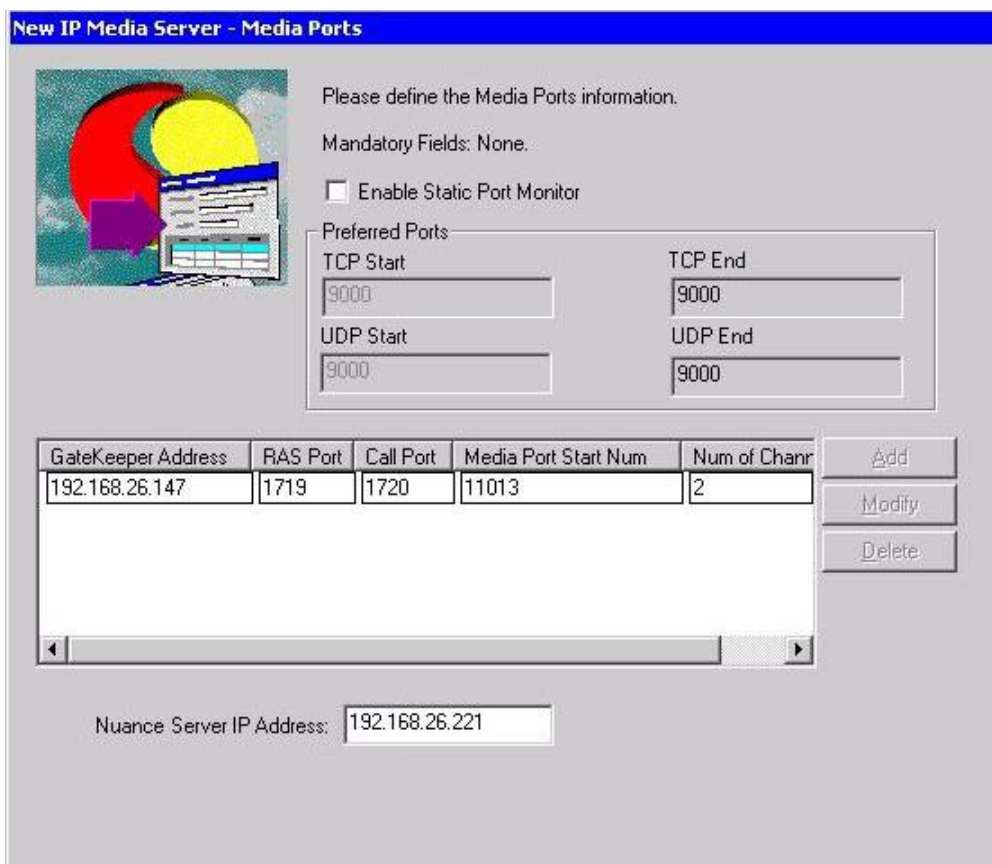 New IP Media Server - Media Ports
Please define the Media Ports information.
Mandatory Fields: None.
Enable Static Port Monitor
Preferred Ports
TCP Start TCP End
9000 9000
UDP Start UDP End
9000 9000
GateKeeper Address RAS Port Call Port Media Port Start Num Num of Chann
192.168.26.147 1719 1720 11013 2
Add
Modify
Delete
Nuance Server IP Address: 192.168.26.221